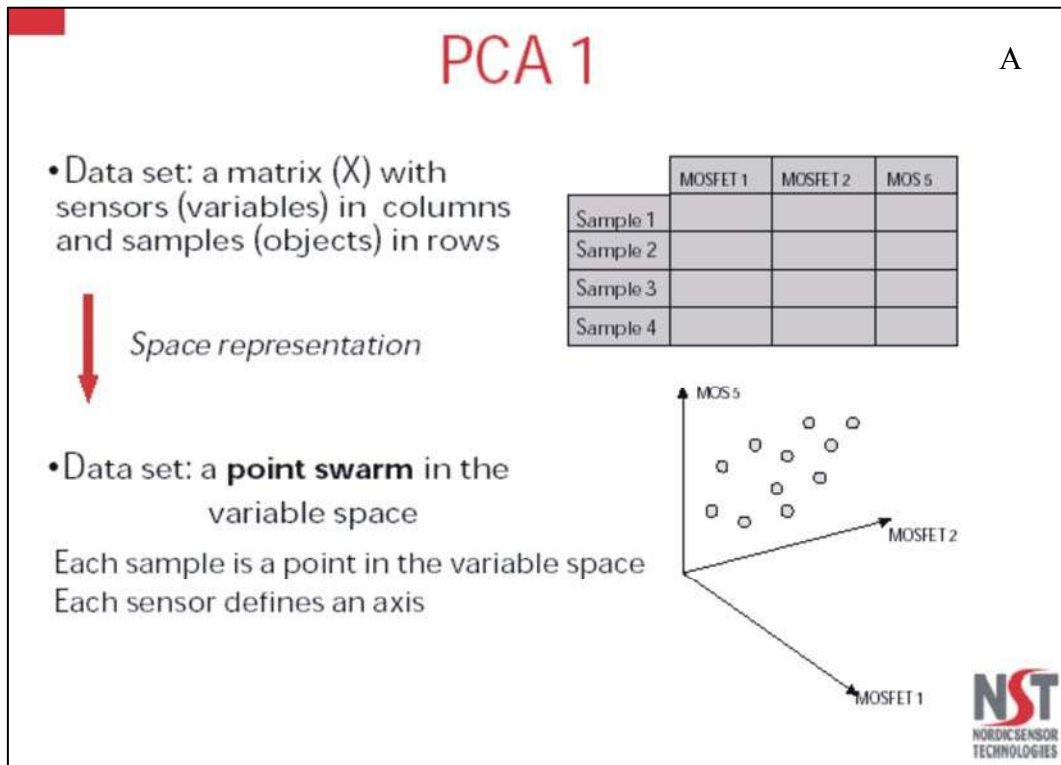 PCA 1
A
•Data set: a matrix (X) with
sensors (variables) in columns
and samples (objects) in rows
MOSFET 1 MOSFET 2 MOS 5
Sample 1
Sample 2
Sample 3
Sample 4
Space representation
•Data set: a point swarm in the
variable space
Each sample is a point in the variable space
Each sensor defines an axis
MOS 5
MOSFET 2
MOSFET 1
NST
NORDICSENSOR
TECHNOLOGIES